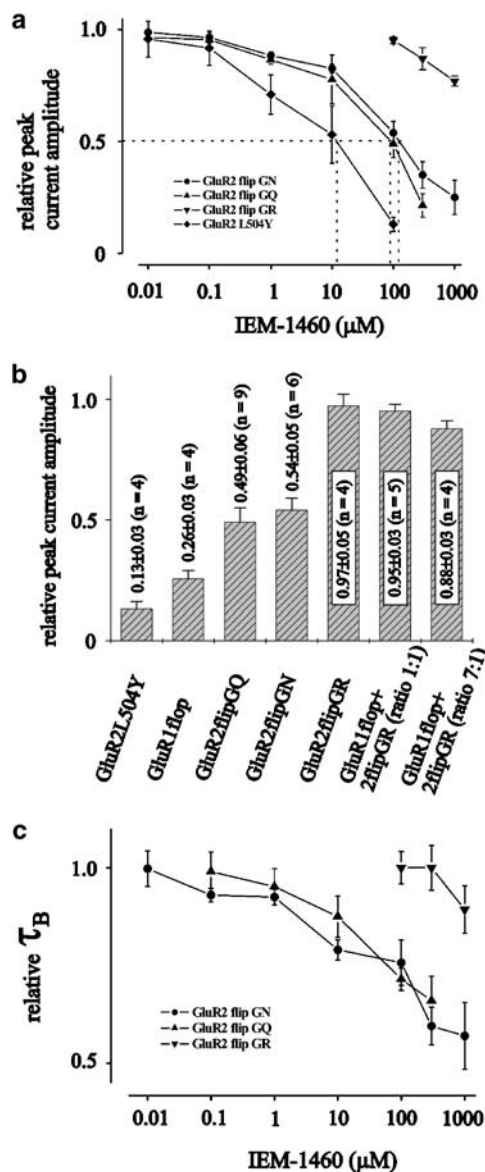 a
1.0
0.5
0
relative peak
current amplitude
GluR2 flip GN
GluR2 flip GQ
GluR2 flip GR
GluR2 L504Y
0.01 0.1 1 10 100 1000
IEM-1460 (μM)
b
1.0
0.5
0
relative peak current amplitude
0.13±0.03 (n = 4)
0.26±0.03 (n = 4)
0.49±0.06 (n = 9)
0.54±0.05 (n = 6)
0.97±0.05 (n = 4)
0.95±0.03 (n = 5)
0.88±0.03 (n = 4)
GluR2L504Y
GluR1flop
GluR2flipGQ
GluR2flipGN
GluR2flipGR
GluR1flop+
2flipGR (ratio 1:1)
GluR1flop+
2flipGR (ratio 7:1)
c
1.0
0.5
relative τB
GluR2 flip GN
GluR2 flip GQ
GluR2 flip GR
0.01 0.1 1 10 100 1000
IEM-1460 (μM)